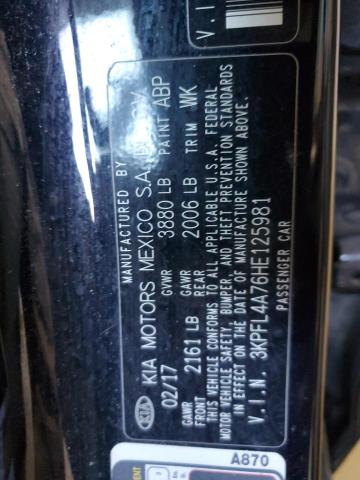 MANUFACTURED BY
KIA KIA MOTORS MEXICO S.A.
02/17 GVWR 3880 LB PAINT ABP
GAWR FRONT 2161 LB GAWR REAR 2006 LB TRIM WK
THIS VEHICLE CONFORMS TO ALL APPLICABLE U.S.A. FEDERAL
MOTOR VEHICLE SAFETY, BUMPER, AND THEFT PREVENTION STANDARDS
IN EFFECT ON THE DATE OF MANUFACTURE SHOWN ABOVE.
V.I.N. 3KPFL4A76HE125981
PASSENGER CAR
V.I
A870